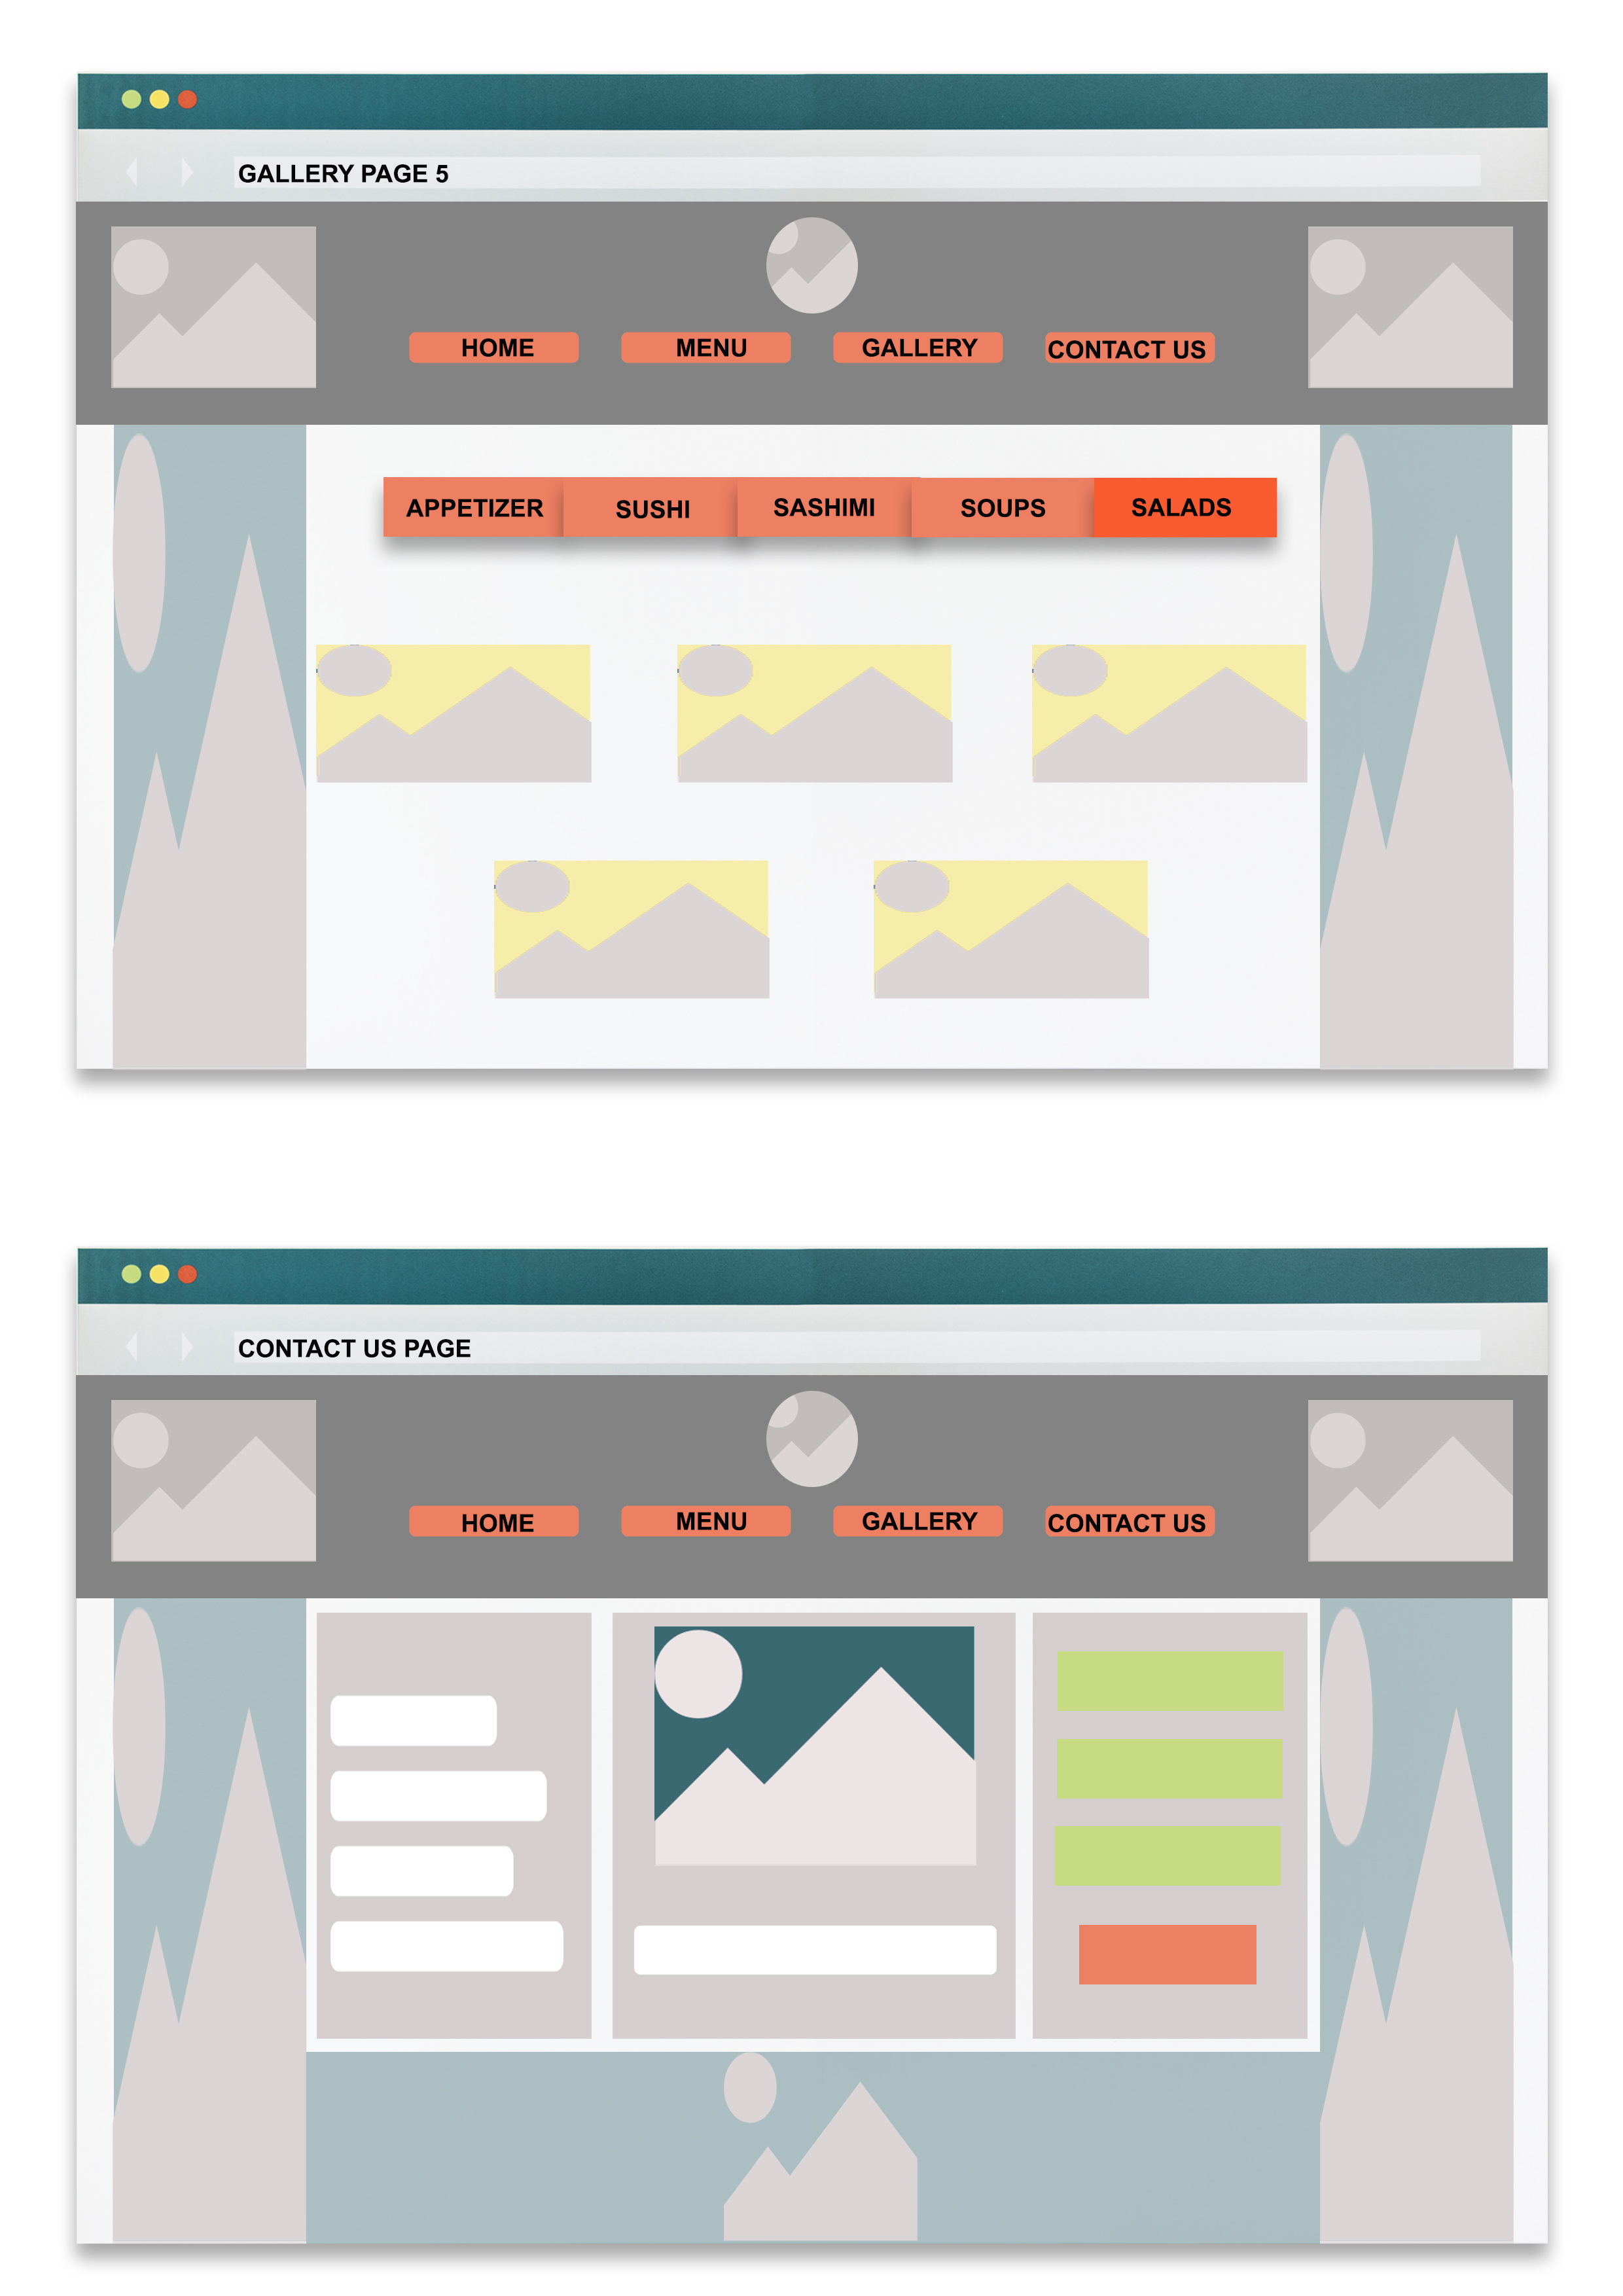 GALLERY PAGE 5
HOME MENU GALLERY CONTACT US
APPETIZER SUSHI SASHIMI SOUPS SALADS
CONTACT US PAGE
HOME MENU GALLERY CONTACT US